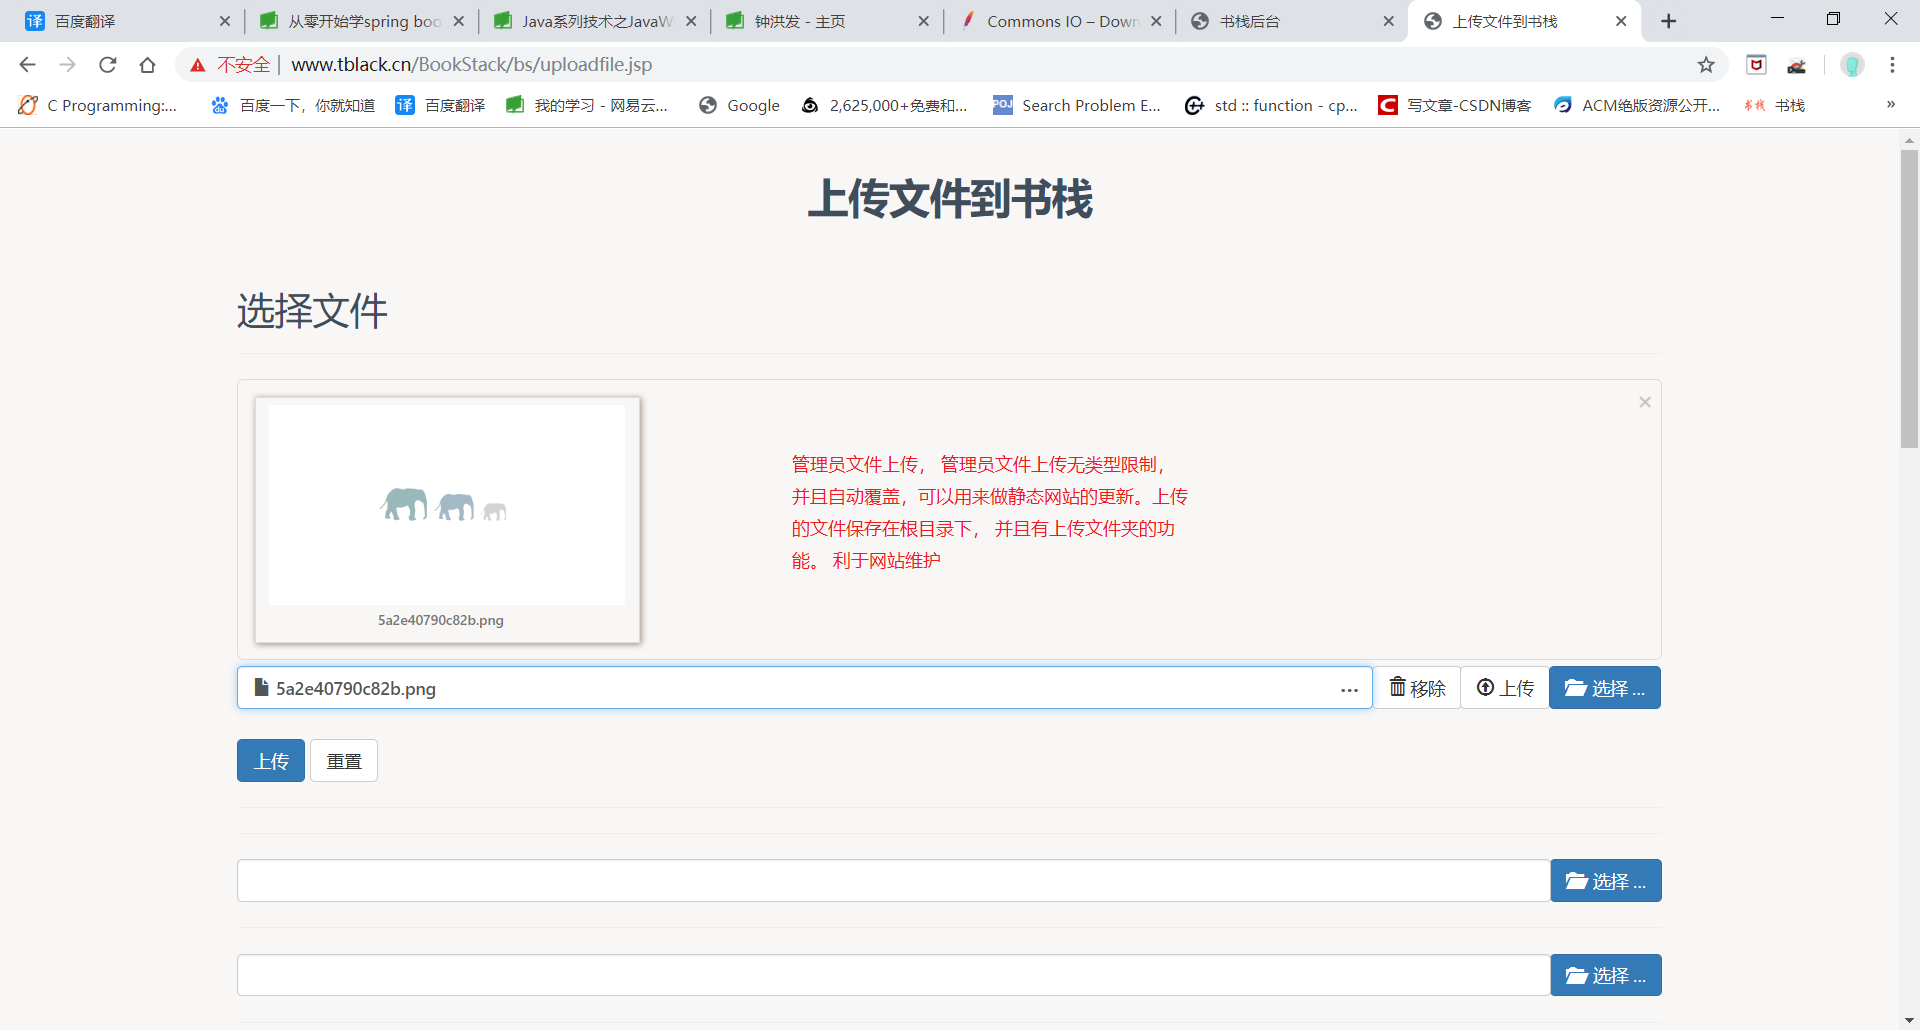 百度翻译
从零开始学spring boo
Java系列技术之JavaW
钟洪发 - 主页
Commons IO – Down
书栈后台
上传文件到书栈
不安全 | www.tblack.cn/BookStack/bs/uploadfile.jsp
C Programming:...
百度一下，你就知道
译 百度翻译
我的学习 - 网易云...
Google
2,625,000+免费和...
POJ Search Problem E...
std :: function - cp...
C 写文章-CSDN博客
ACM绝版资源公开...
书栈 书栈
»
上传文件到书栈
选择文件
管理员文件上传， 管理员文件上传无类型限制，
并且自动覆盖，可以用来做静态网站的更新。上传
的文件保存在根目录下， 并且有上传文件夹的功
能。 利于网站维护
5a2e40790c82b.png
5a2e40790c82b.png ... 移除 上传 选择 ...
上传 重置
选择 ...
选择 ...